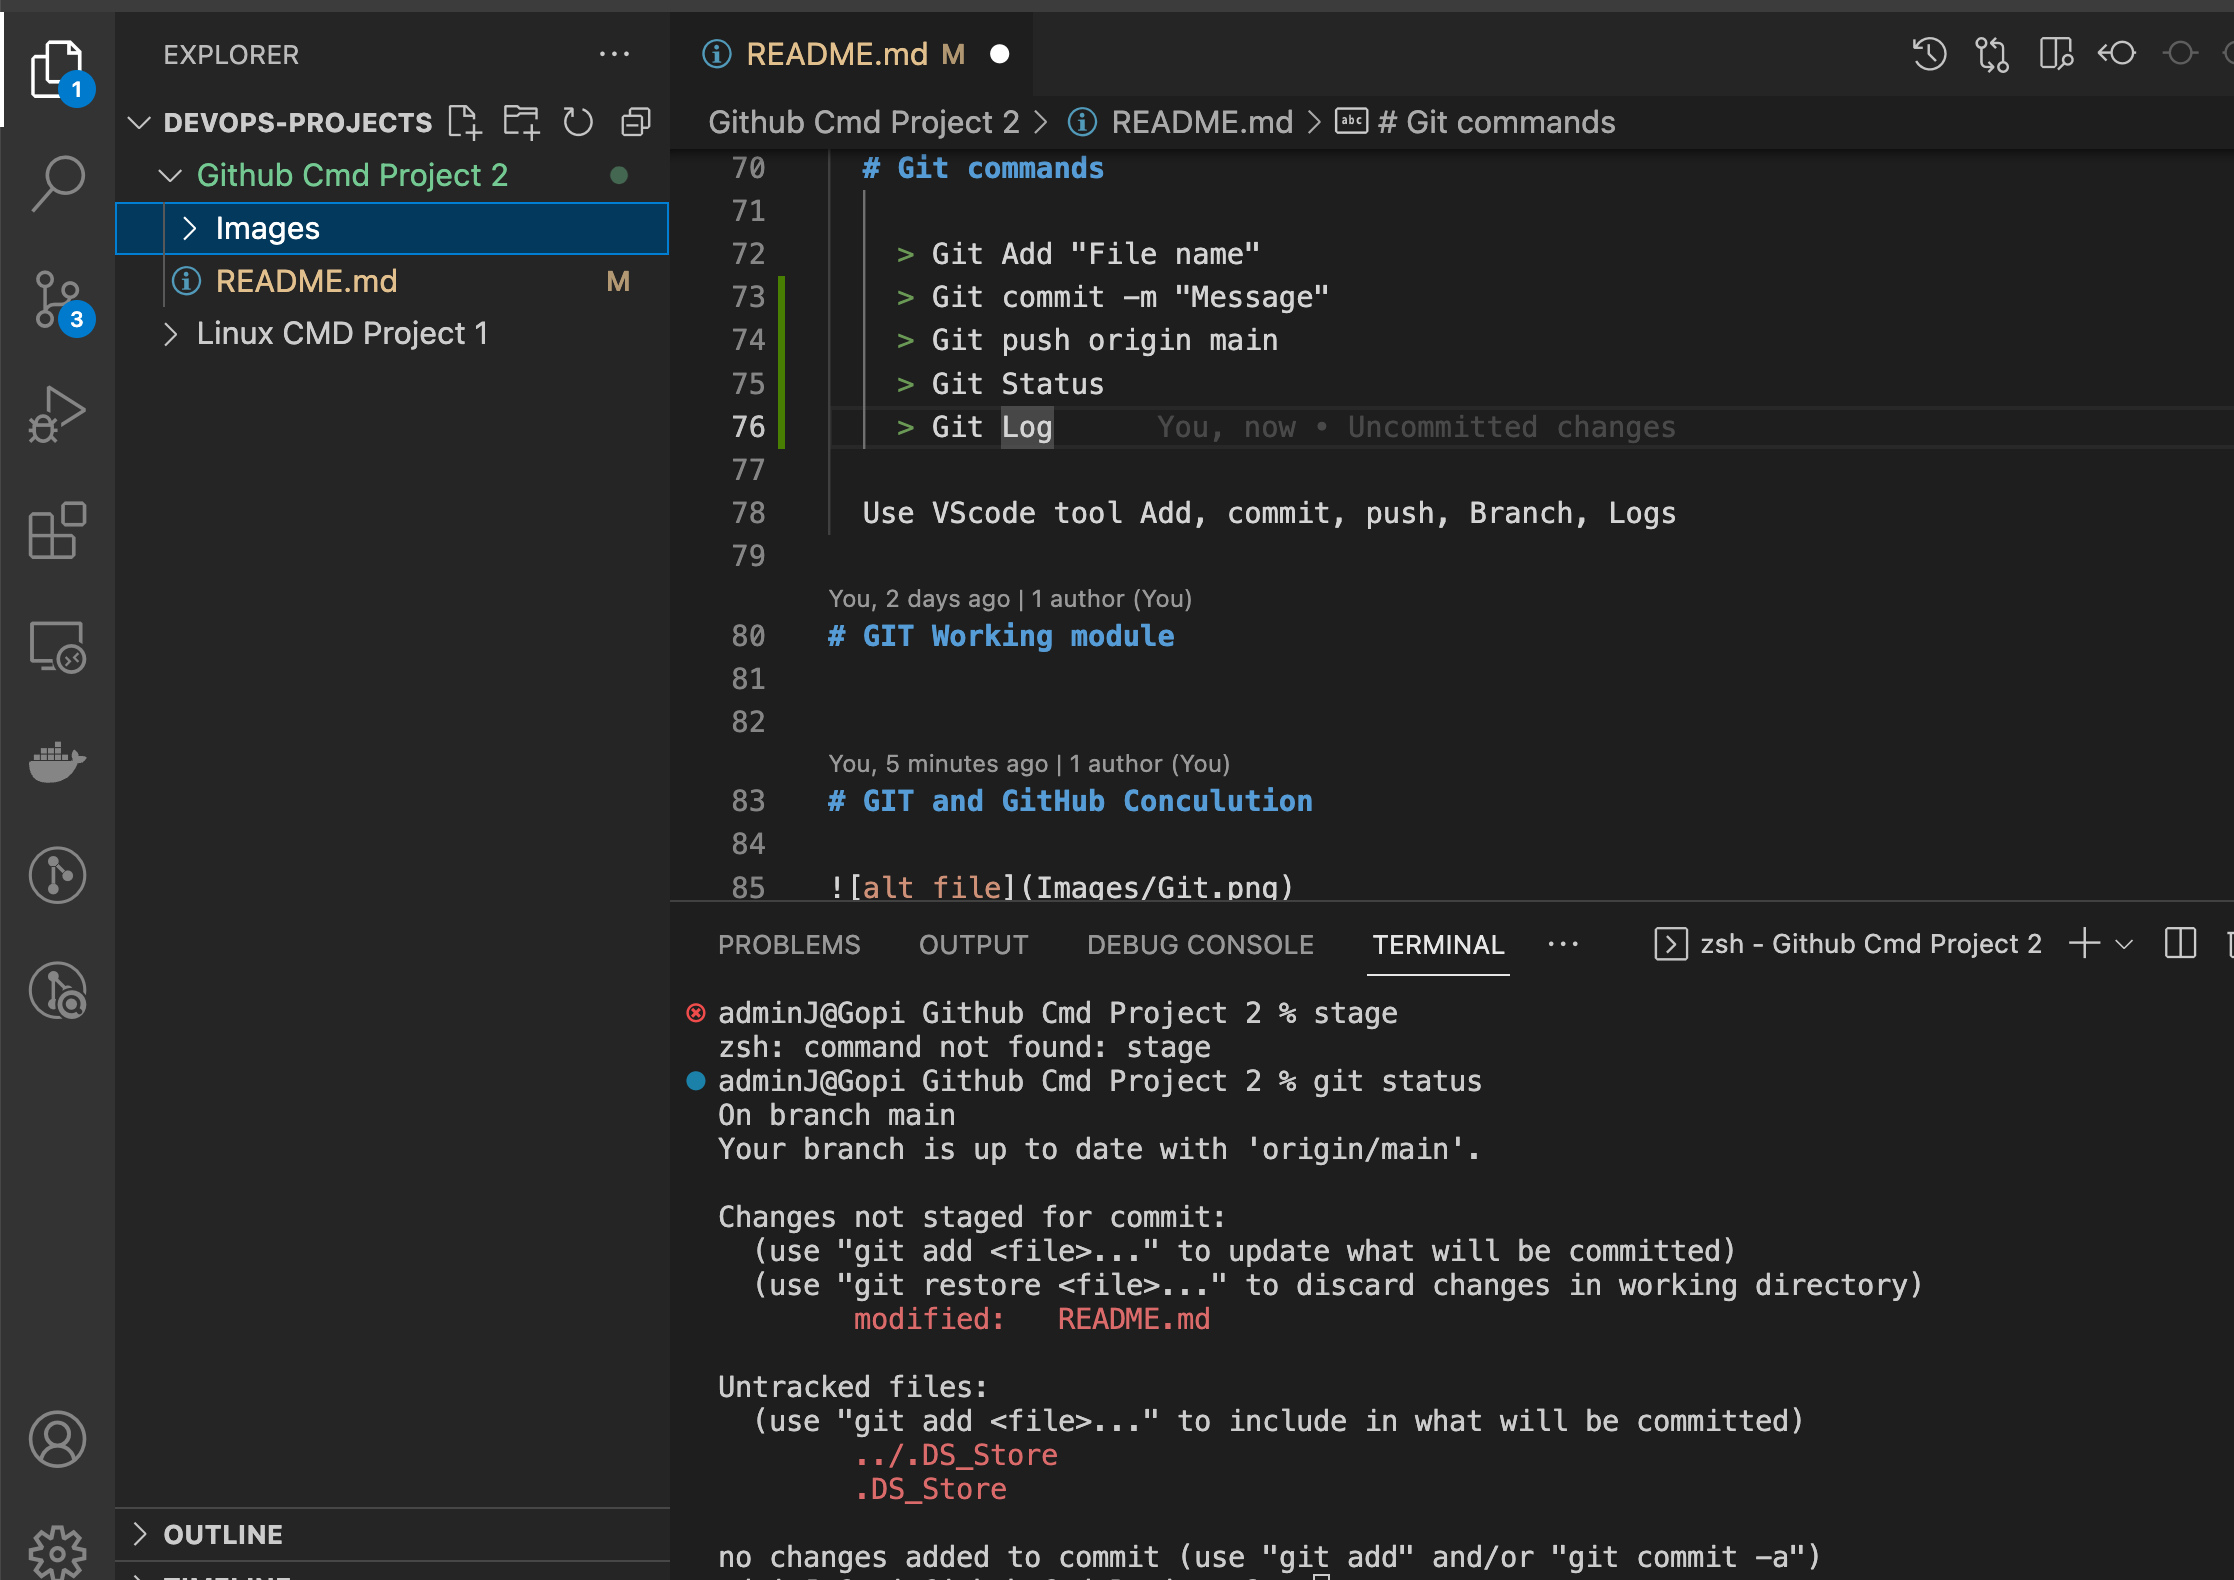 1
3
EXPLORER
DEVOPS-PROJECTS
Github Cmd Project 2
Images
README.md M
Linux CMD Project 1
OUTLINE
README.md M
Github Cmd Project 2 > README.md > abc # Git commands
70 # Git commands
71
72 > Git Add "File name"
73 > Git commit -m "Message"
74 > Git push origin main
75 > Git Status
76 > Git Log You, now • Uncommitted changes
77
78 Use VScode tool Add, commit, push, Branch, Logs
79
You, 2 days ago | 1 author (You)
80 # GIT Working module
81
82
You, 5 minutes ago | 1 author (You)
83 # GIT and GitHub Conculution
84
85 ![alt file](Images/Git.png)
PROBLEMS OUTPUT DEBUG CONSOLE TERMINAL ··· zsh - Github Cmd Project 2
adminJ@Gopi Github Cmd Project 2 % stage
zsh: command not found: stage
adminJ@Gopi Github Cmd Project 2 % git status
On branch main
Your branch is up to date with 'origin/main'.
Changes not staged for commit:
(use "git add <file>..." to update what will be committed)
(use "git restore <file>..." to discard changes in working directory)
modified: README.md
Untracked files:
(use "git add <file>..." to include in what will be committed)
../.DS_Store
.DS_Store
no changes added to commit (use "git add" and/or "git commit -a")